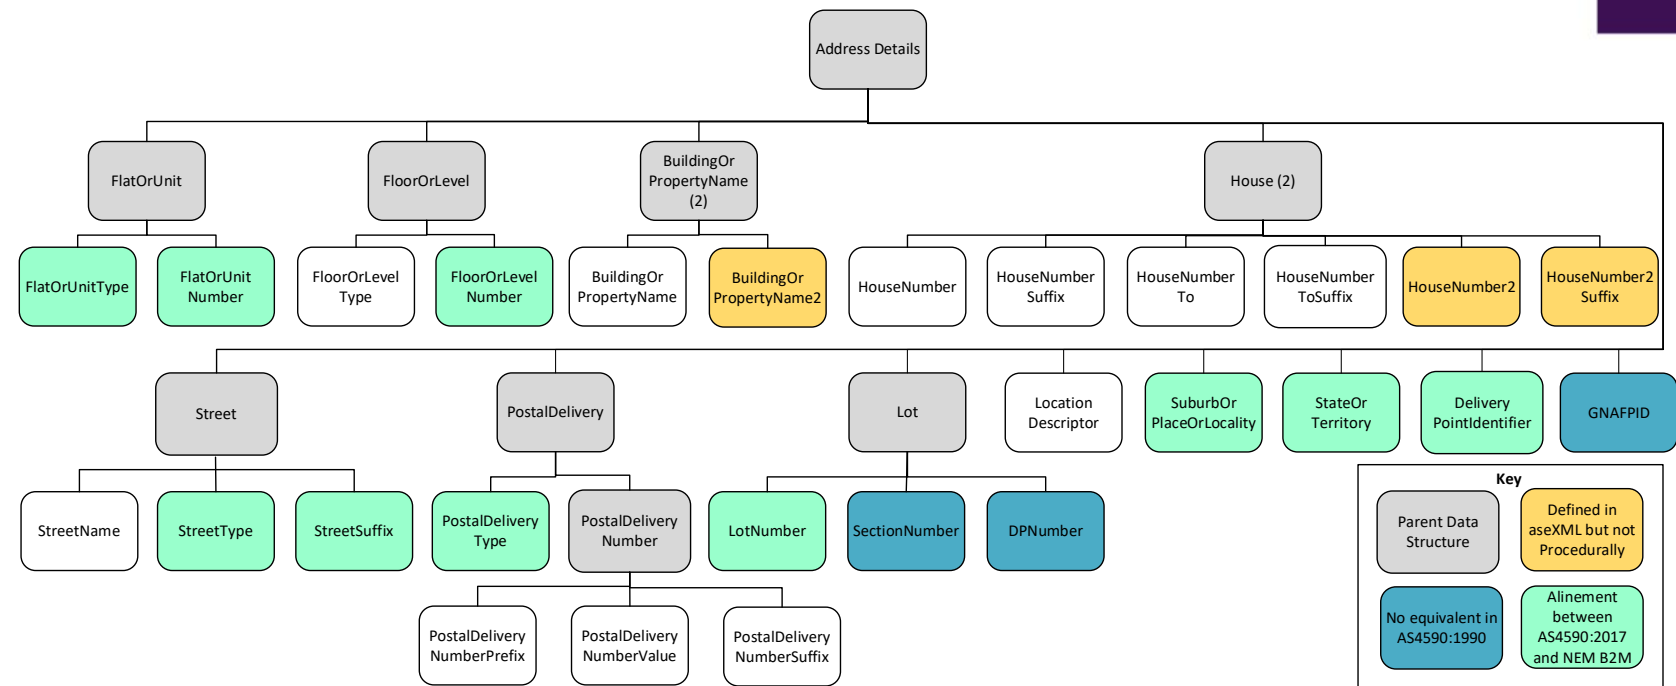 Address Details
FlatOrUnit
FloorOrLevel
BuildingOr
PropertyName
(2)
House (2)
FlatOrUnitType
FlatOrUnit
Number
FloorOrLevel
Type
FloorOrLevel
Number
BuildingOr
PropertyName
BuildingOr
PropertyName2
HouseNumber
HouseNumber
Suffix
HouseNumber
To
HouseNumber
ToSuffix
HouseNumber2
HouseNumber2
Suffix
Street
PostalDelivery
Lot
Location
Descriptor
SuburbOr
PlaceOrLocality
StateOr
Territory
Delivery
PointIdentifier
GNAFPID
StreetName
StreetType
StreetSuffix
PostalDelivery
Type
PostalDelivery
Number
LotNumber
SectionNumber
DPNumber
PostalDelivery
NumberPrefix
PostalDelivery
NumberValue
PostalDelivery
NumberSuffix
Key
Parent Data
Structure
Defined in
aseXML but not
Procedurally
No equivalent in
AS4590:1990
Alinement
between
AS4590:2017
and NEM B2M